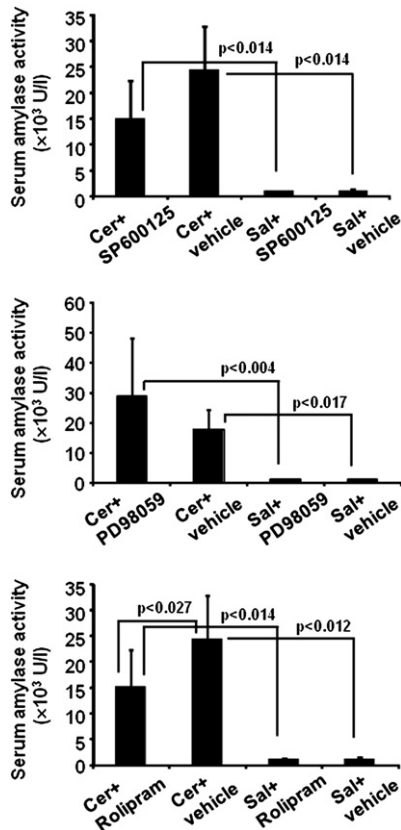 Serum amylase activity
(×10³ U/l)
35
30
25
20
15
10
5
0
p<0.014
p<0.014
Cer+
SP600125
Cer+
vehicle
Sal+
SP600125
Sal+
vehicle
Serum amylase activity
(×10³ U/l)
60
50
40
30
20
10
0
p<0.004
p<0.017
Cer+
PD98059
Cer+
vehicle
Sal+
PD98059
Sal+
vehicle
Serum amylase activity
(×10³ U/l)
35
30
25
20
15
10
5
0
p<0.027
p<0.014
p<0.012
Cer+
Rolipram
Cer+
vehicle
Sal+
Rolipram
Sal+
vehicle